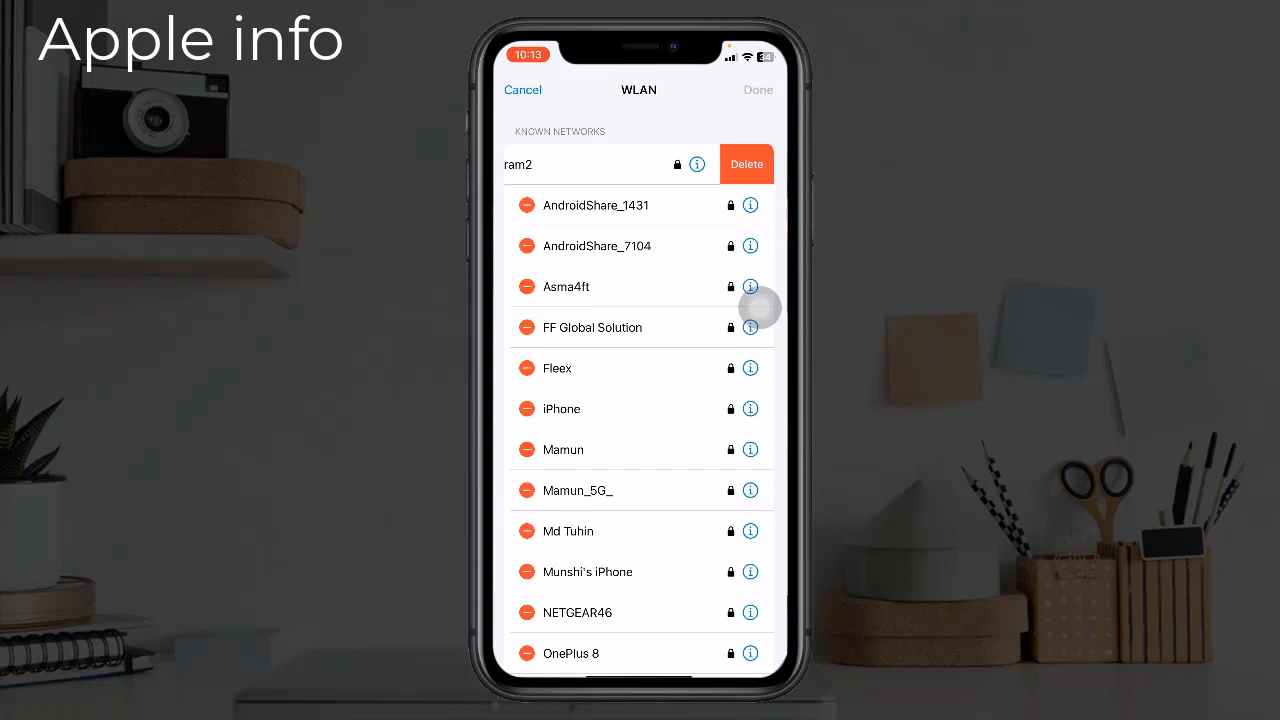 Apple info
10:13
34
Cancel WLAN Done
KNOWN NETWORKS
ram2 Delete
AndroidShare_1431
AndroidShare_7104
Asma4ft
FF Global Solution
Fleex
iPhone
Mamun
Mamun_5G_
Md Tuhin
Munshi's iPhone
NETGEAR46
OnePlus 8